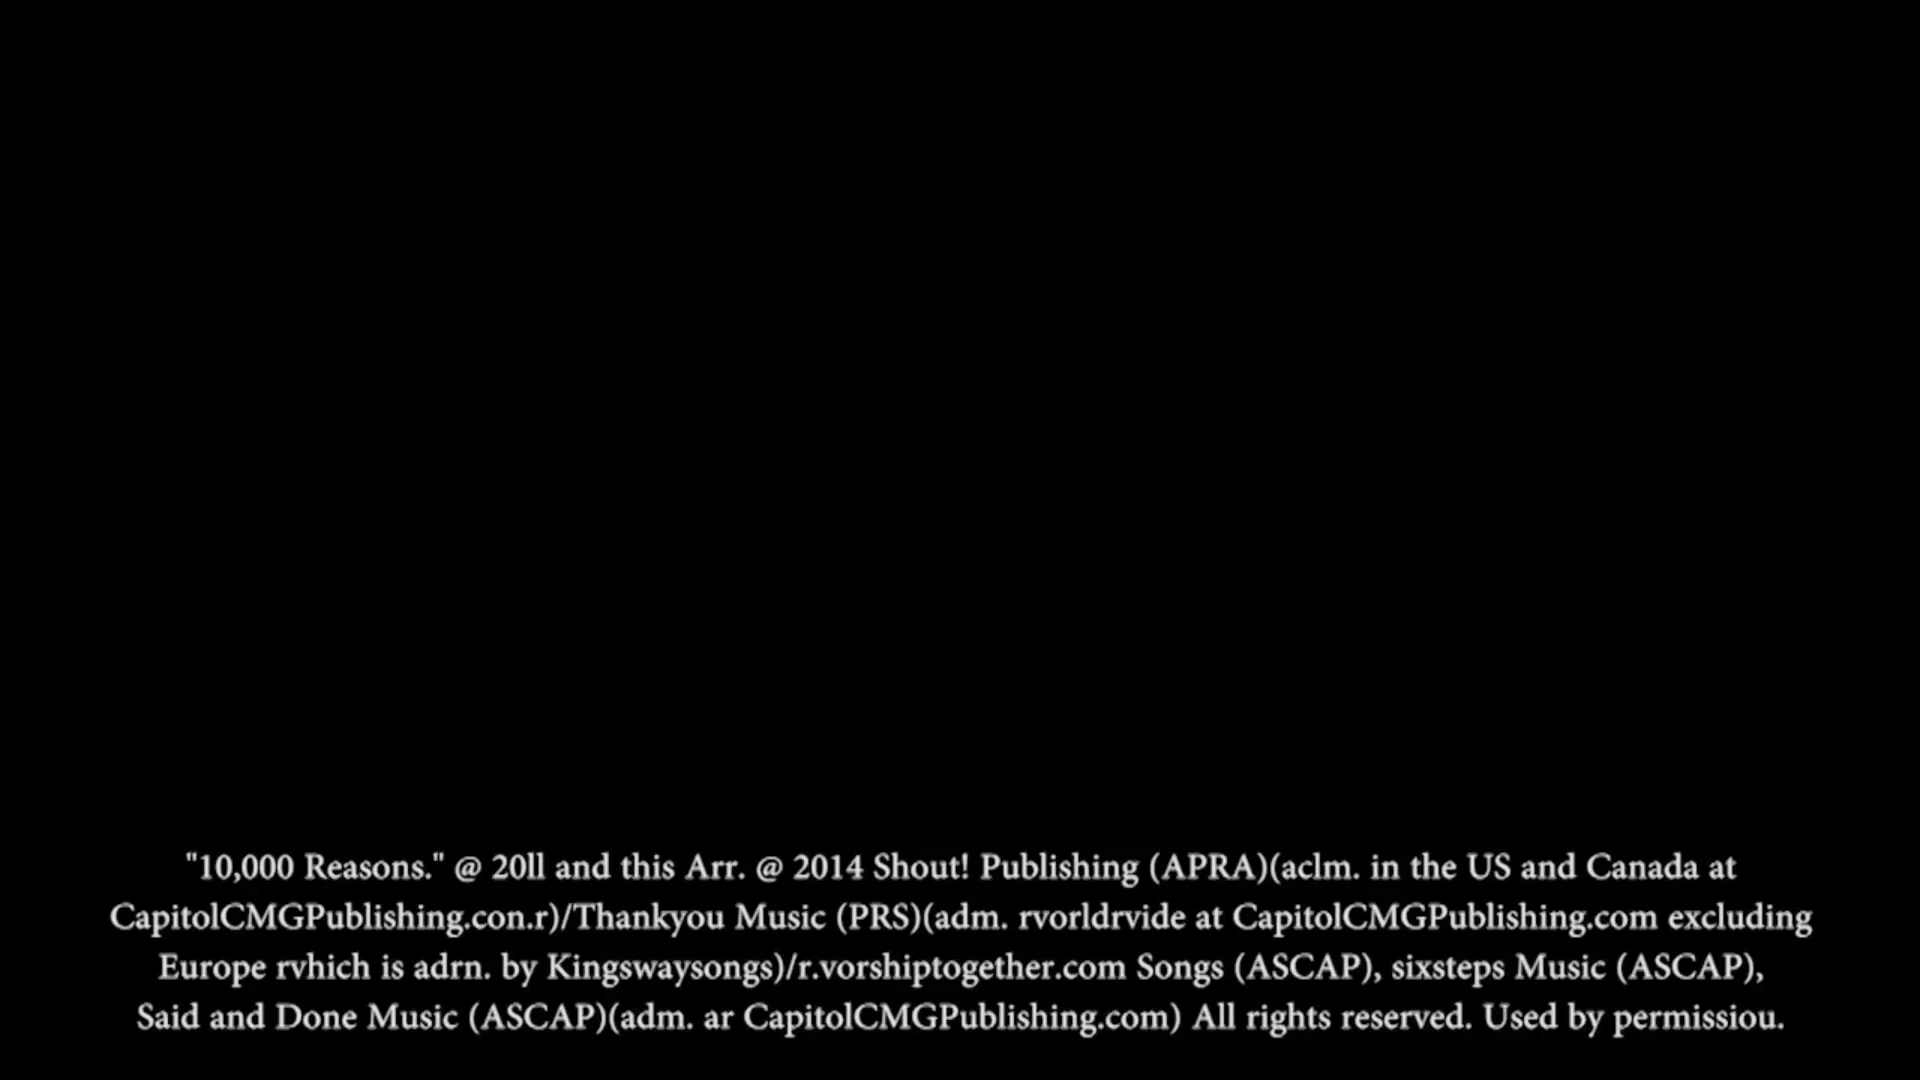 "10,000 Reasons." @ 20ll and this Arr. @ 2014 Shout! Publishing (APRA)(aclm. in the US and Canada at
CapitolCMGPublishing.con.r)/Thankyou Music (PRS)(adm. rvorldrvide at CapitolCMGPublishing.com excluding
Europe rvhich is adrn. by Kingswaysongs)/r.vorshiptogether.com Songs (ASCAP), sixsteps Music (ASCAP),
Said and Done Music (ASCAP)(adm. ar CapitolCMGPublishing.com) All rights reserved. Used by permissiou.